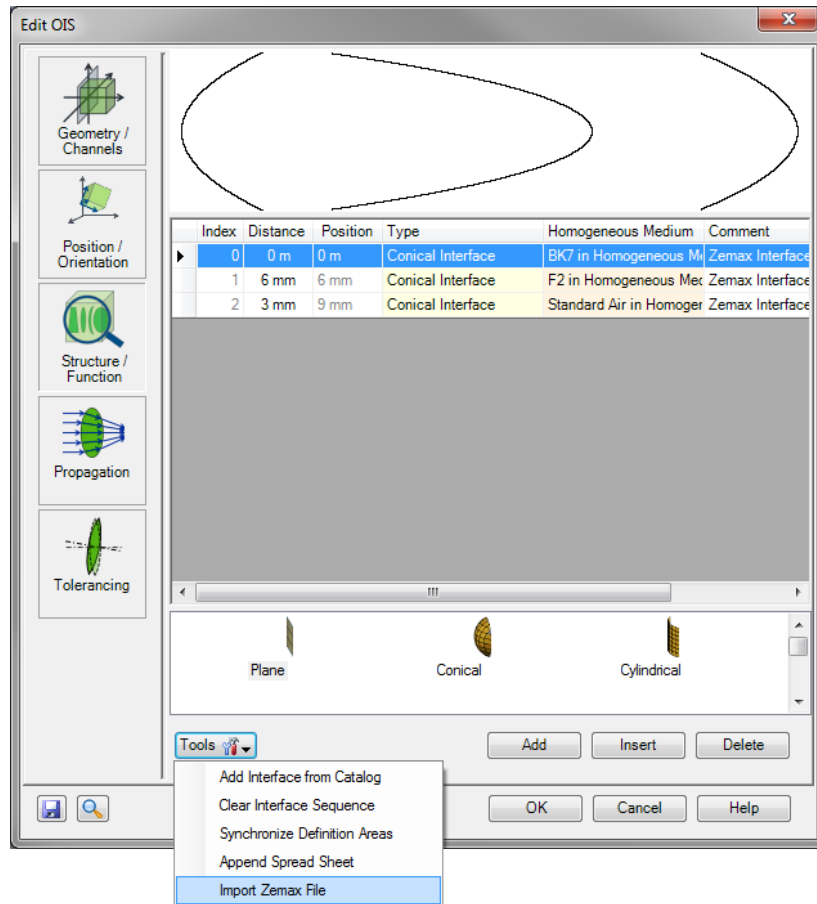 Edit OIS
Geometry /
Channels
Position /
Orientation
Structure /
Function
Propagation
Tolerancing
Index Distance Position Type Homogeneous Medium Comment
0 0 m 0 m Conical Interface BK7 in Homogeneous M Zemax Interface
1 6 mm 6 mm Conical Interface F2 in Homogeneous Med Zemax Interface
2 3 mm 9 mm Conical Interface Standard Air in Homoger Zemax Interface
Plane Conical Cylindrical
Tools Add Insert Delete
Add Interface from Catalog
Clear Interface Sequence
OK Cancel Help
Synchronize Definition Areas
Append Spread Sheet
Import Zemax File